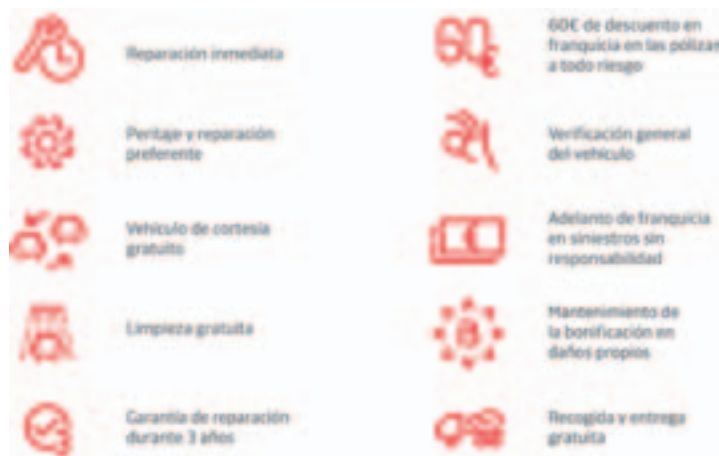 Reparación inmediata
Peritaje y reparación
preferente
Vehículo de cortesía
gratuito
Limpieza gratuita
Garantía de reparación
durante 3 años
60€ de descuento en
franquicia en las pólizas
a todo riesgo
Verificación general
del vehículo
Adelanto de franquicia
en siniestros sin
responsabilidad
Mantenimiento de
la bonificación en
daños propios
Recogida y entrega
gratuita